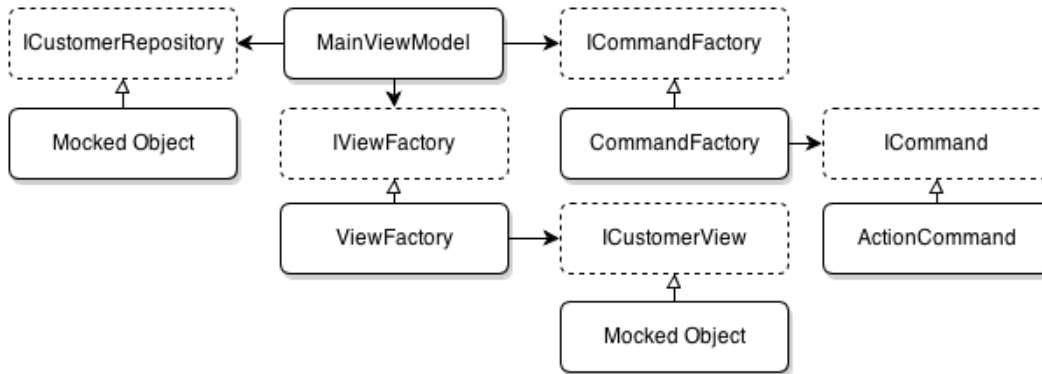 ICustomerRepository
MainViewModel
ICommandFactory
Mocked Object
IViewFactory
CommandFactory
ICommand
ViewFactory
ICustomerView
ActionCommand
Mocked Object